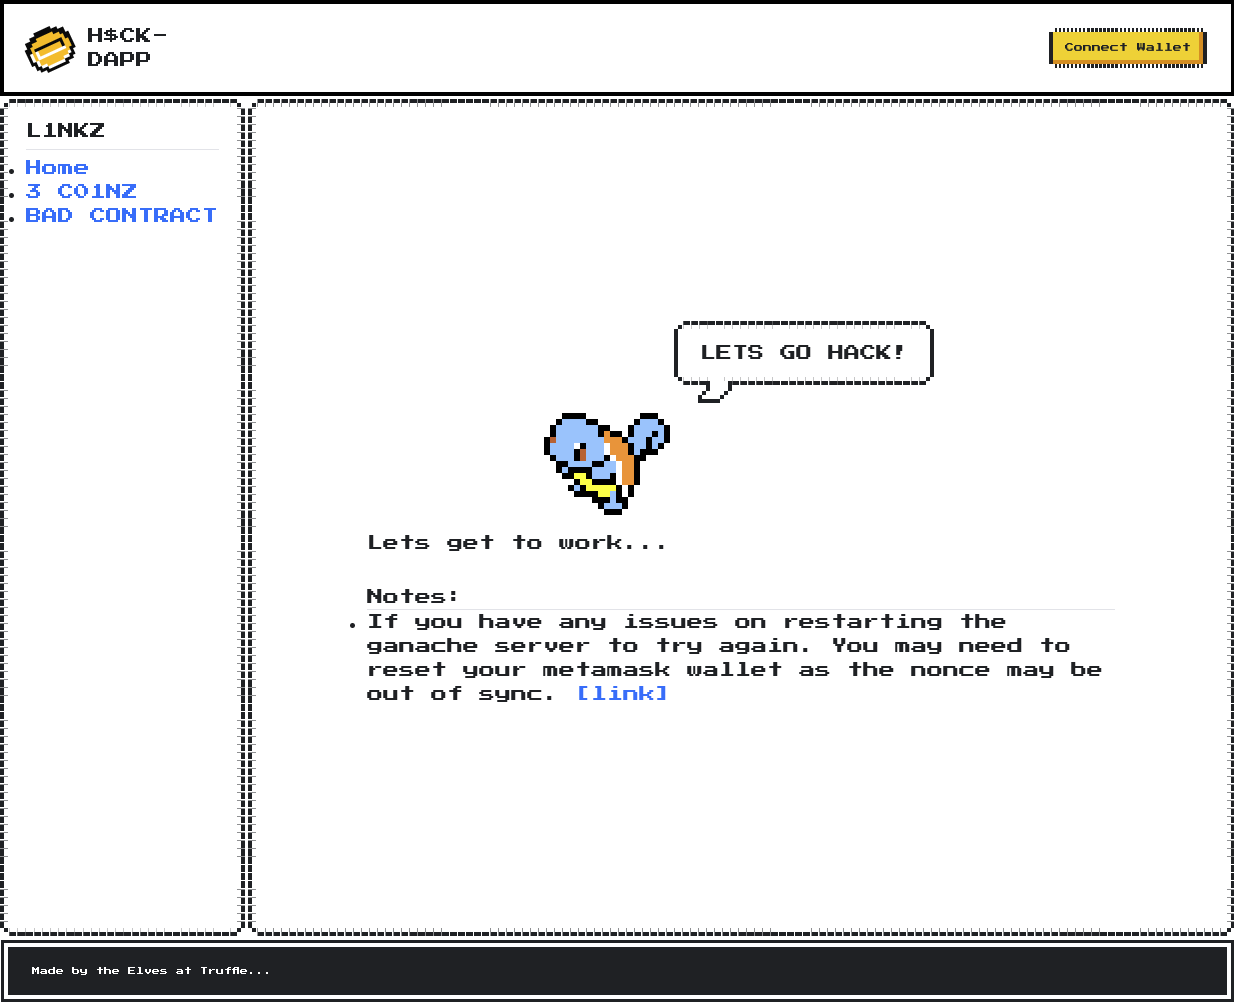 H$CK-
DAPP
Connect Wallet
L1NKZ
Home
3 CO1NZ
BAD CONTRACT
LETS GO HACK!
Lets get to work...
Notes:
If you have any issues on restarting the
ganache server to try again. You may need to
reset your metamask wallet as the nonce may be
out of sync. [link]
Made by the Elves at Truffle...